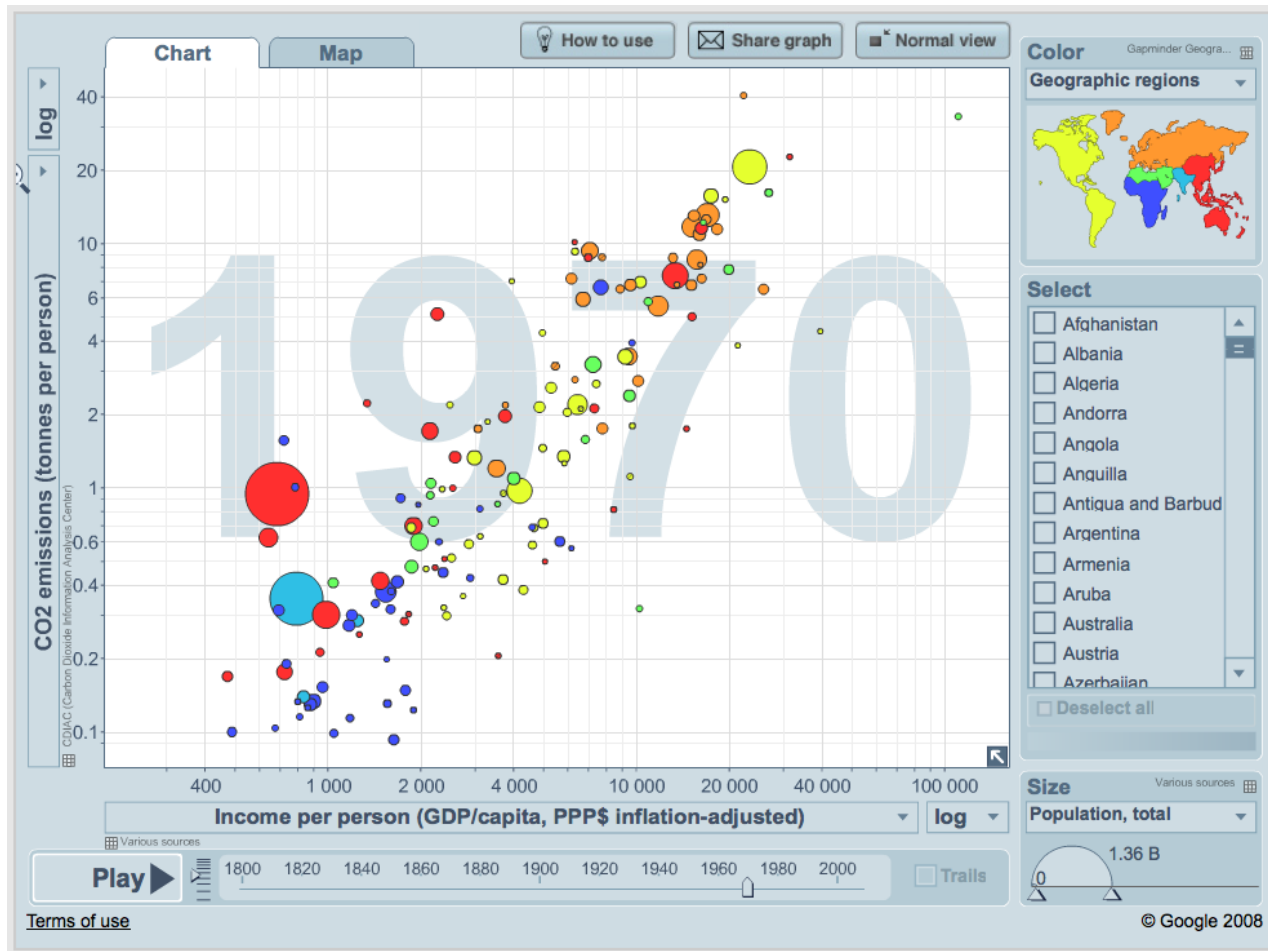 Chart
Map
How to use
Share graph
Normal view
log
CO2 emissions (tonnes per person)
CDIAC (Carbon Dioxide Information Analysis Center)
1970
40
20
10
6
4
2
1
0.6
0.4
0.2
0.1
400
1 000
2 000
4 000
10 000
20 000
40 000
100 000
Income per person (GDP/capita, PPP$ inflation-adjusted)
log
Various sources
Play
1800 1820 1840 1860 1880 1900 1920 1940 1960 1980 2000
Trails
Color
Gapminder Geogra...
Geographic regions
Select
Afghanistan
Albania
Algeria
Andorra
Angola
Anguilla
Antigua and Barbud
Argentina
Armenia
Aruba
Australia
Austria
Azerbaijan
Deselect all
Size
Various sources
Population, total
1.36 B
0
Terms of use
© Google 2008